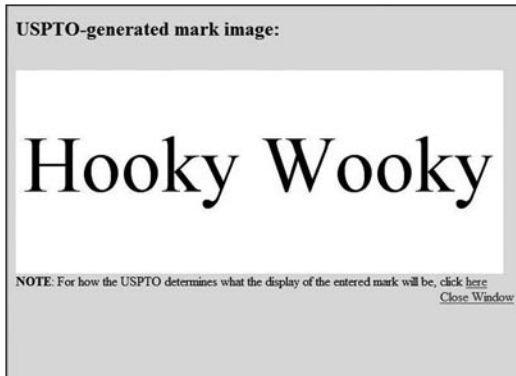 USPTO-generated mark image:
Hooky Wooky
NOTE: For how the USPTO determines what the display of the entered mark will be, click here
Close Window